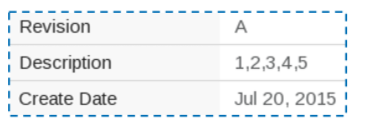 Revision A
Description 1,2,3,4,5
Create Date Jul 20, 2015